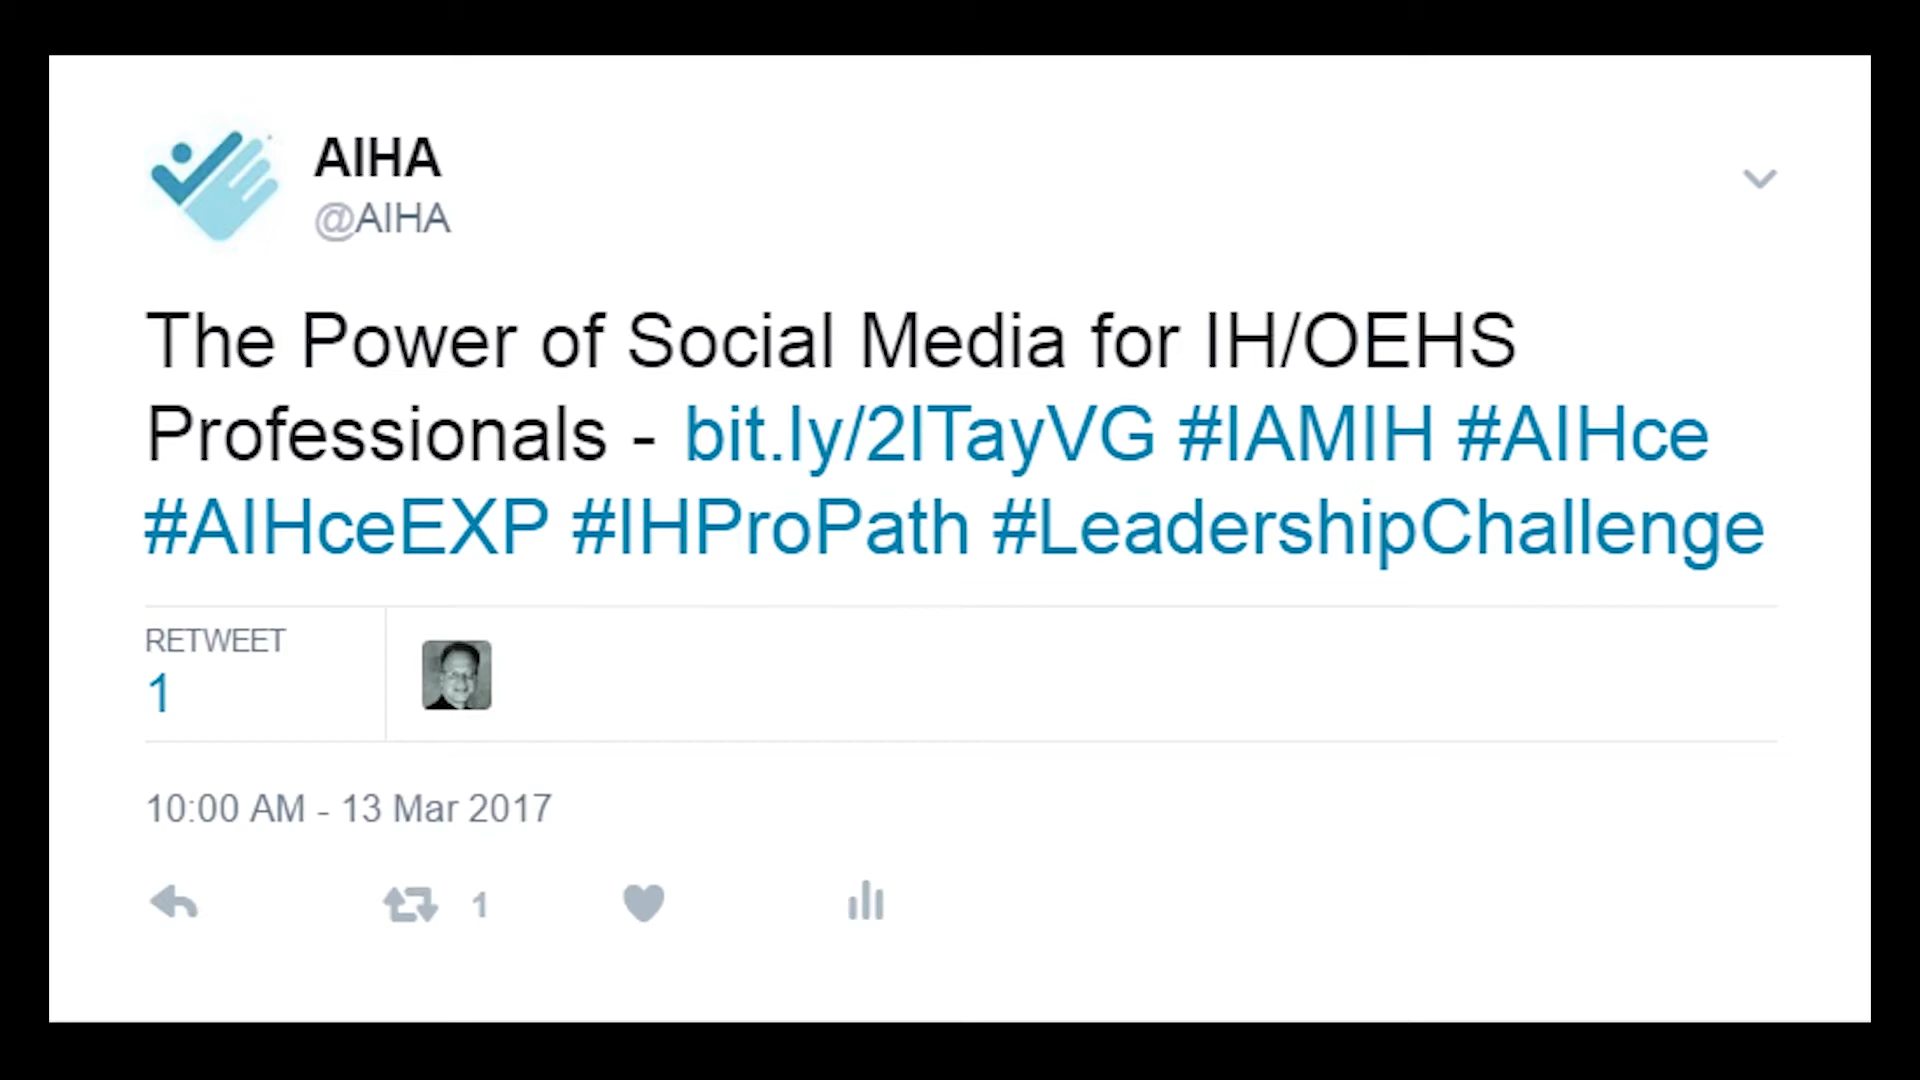 AIHA
@AIHA
The Power of Social Media for IH/OEHS
Professionals - bit.ly/2lTayVG #IAMIH #AIHce
#AIHceEXP #IHProPath #LeadershipChallenge
RETWEET
1
10:00 AM - 13 Mar 2017
1